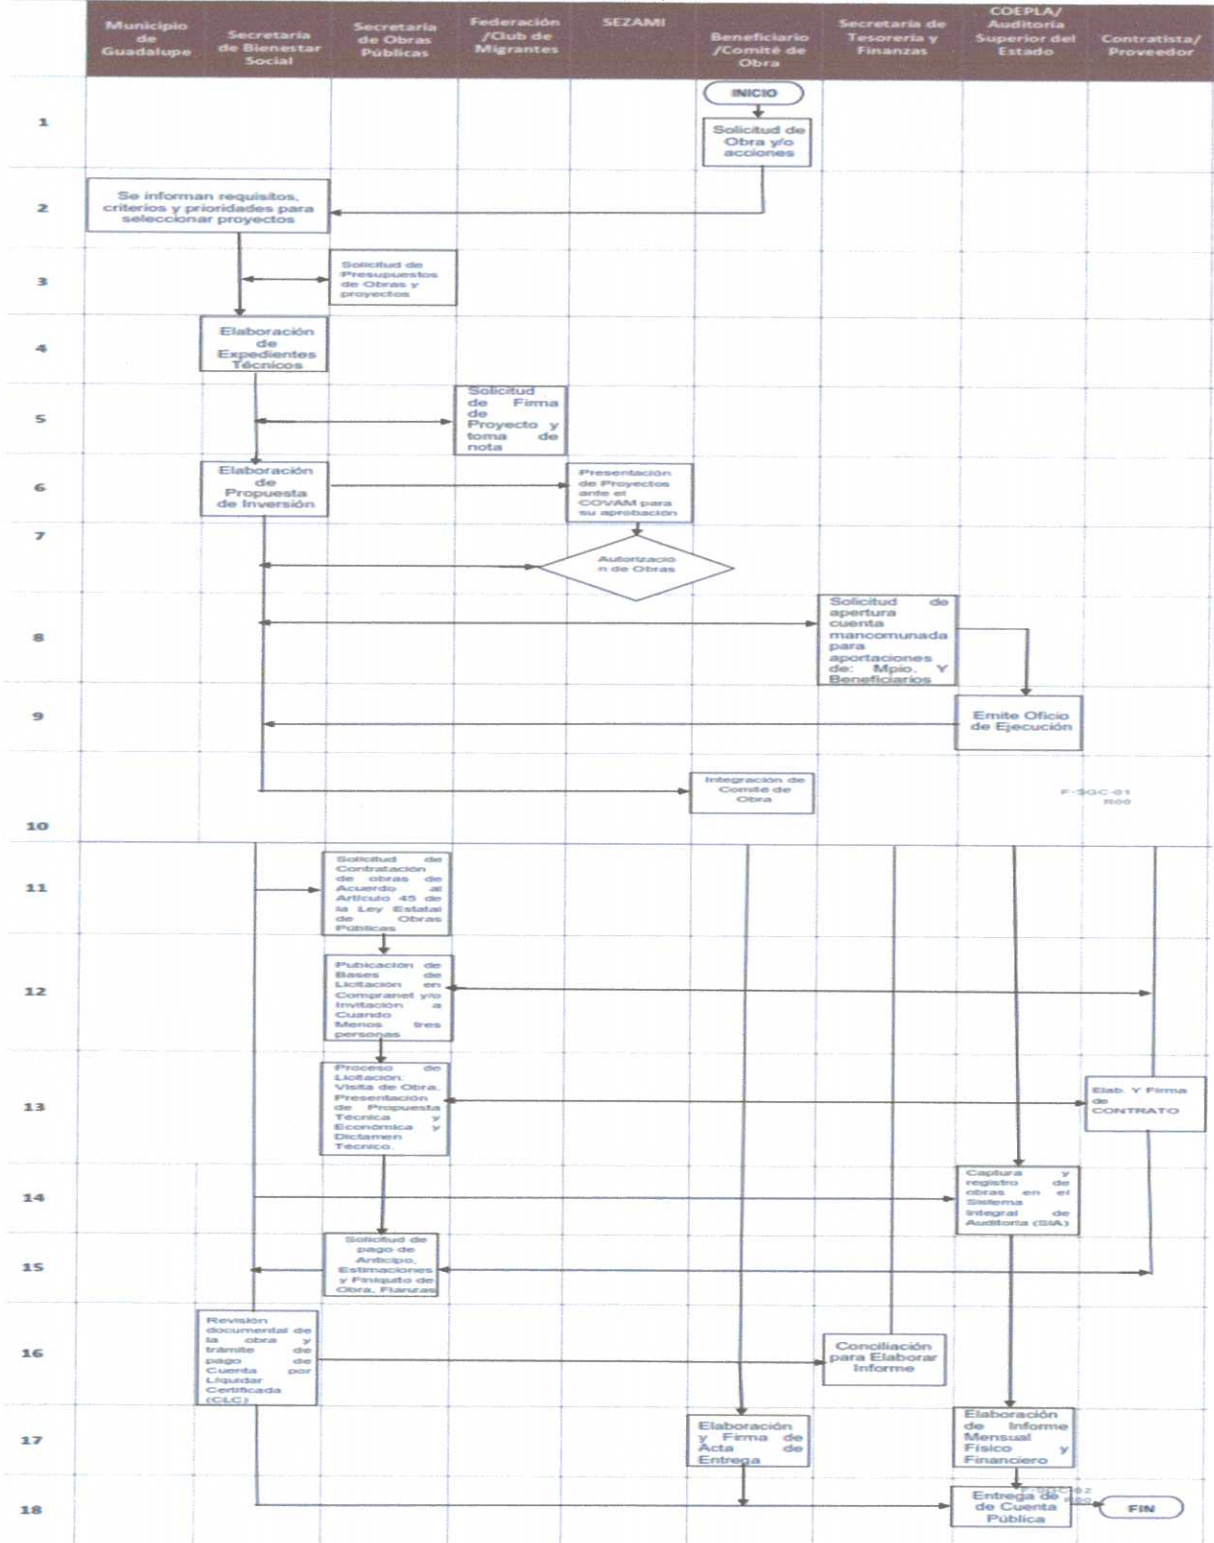 Municipio
de
Guadalupe
Secretaría
de Bienestar
Social
Secretaria
de Obras
Públicas
Federación
/Club de
Migrantes
SEZAMI
Beneficiario
/Comité de
Obra
Secretaría de
Tesorería y
Finanzas
COEPLA/
Auditoría
Superior del
Estado
Contratista/
Proveedor
INICIO
1
Solicitud de
Obra y/o
acciones
2
Se informan requisitos,
criterios y prioridades para
seleccionar proyectos
3
Solicitud de
Presupuestos
de Obras y
proyectos
4
Elaboración
de
Expedientes
Técnicos
5
Solicitud
de Firma
de
Proyecto y
toma de
nota
6
Elaboración
de
Propuesta
de Inversión
Presentación
de Proyectos
ante el
COVAM para
su aprobación
7
Autorizació
n de Obras
8
Solicitud de
apertura
cuenta
mancomunada
para
aportaciones
de: Mpio. Y
Beneficiarios
9
Emite Oficio
de Ejecución
Integración de
Comité de
Obra
F-SGC-01
R00
10
11
Solicitud de
Contratación
de obras de
Acuerdo al
Artículo 45 de
la Ley Estatal
de Obras
Públicas
12
Publicación de
Bases de
Licitación en
Compranet y/o
Invitación a
Cuando
Menos tres
personas
13
Proceso de
Licitación:
Visita de Obra.
Presentación
de Propuesta
Técnica y
Económica y
Dictamen
Técnico.
Elab. Y Firma
de
CONTRATO
14
Captura y
registro de
obras en el
Sistema
Integral de
Auditoría (SIA)
15
Solicitud de
pago de
Anticipo,
Estimaciones
y Finiquito de
Obra, Fianzas
16
Revisión
documental de
la obra y
trámite de
pago de
Cuenta por
Liquidar
Certificada
(CLC)
Conciliación
para Elaborar
Informe
17
Elaboración
y Firma de
Acta de
Entrega
Elaboración
de Informe
Mensual
Físico y
Financiero
18
F-SGC-02
R00
Entrega de
de Cuenta
Pública
FIN